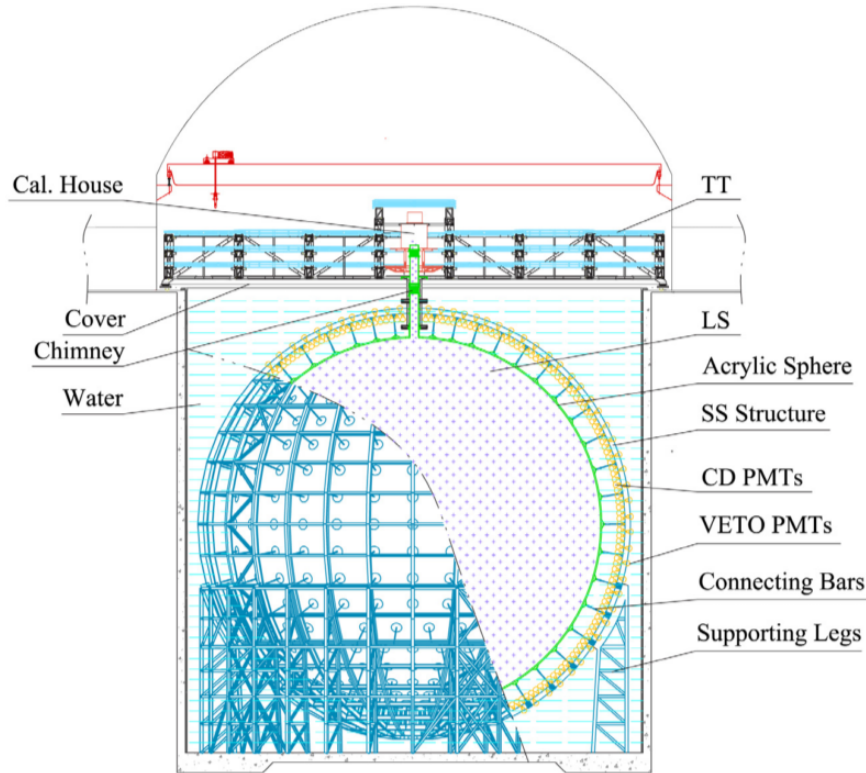 Cal. House
TT
Cover
Chimney
Water
LS
Acrylic Sphere
SS Structure
CD PMTs
VETO PMTs
Connecting Bars
Supporting Legs